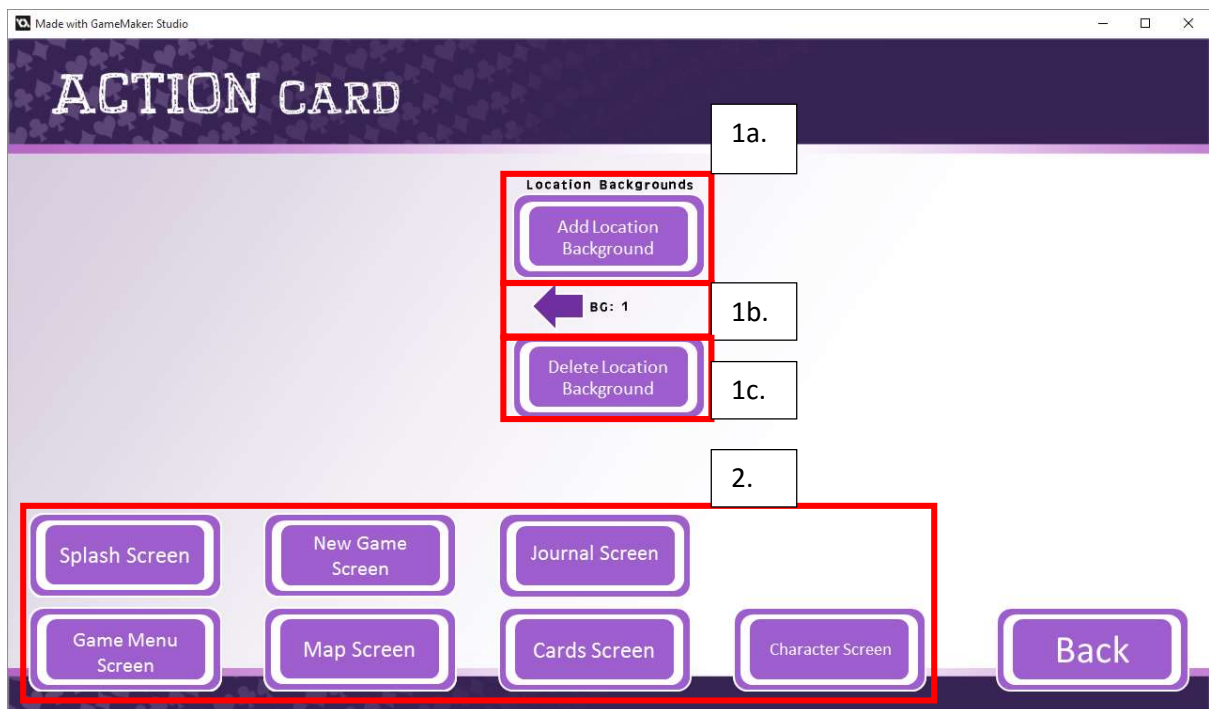 Made with GameMaker: Studio
ACTION CARD
1a.
Location Backgrounds
Add Location
Background
BG: 1
1b.
Delete Location
Background
1c.
2.
Splash Screen
New Game
Screen
Journal Screen
Game Menu
Screen
Map Screen
Cards Screen
Character Screen
Back